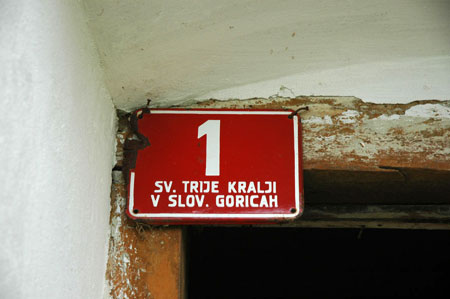 1
SV. TRIJE KRALJI
V SLOV. GORICAH